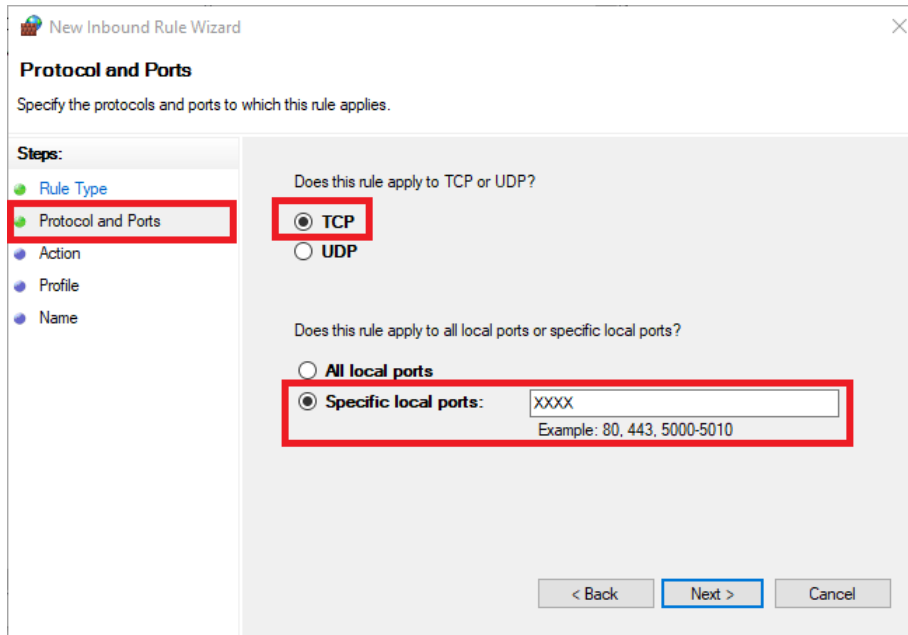 New Inbound Rule Wizard
Protocol and Ports
Specify the protocols and ports to which this rule applies.
Steps:
Rule Type
Protocol and Ports
Action
Profile
Name
Does this rule apply to TCP or UDP?
TCP
UDP
Does this rule apply to all local ports or specific local ports?
All local ports
Specific local ports: XXXX
Example: 80, 443, 5000-5010
< Back Next > Cancel